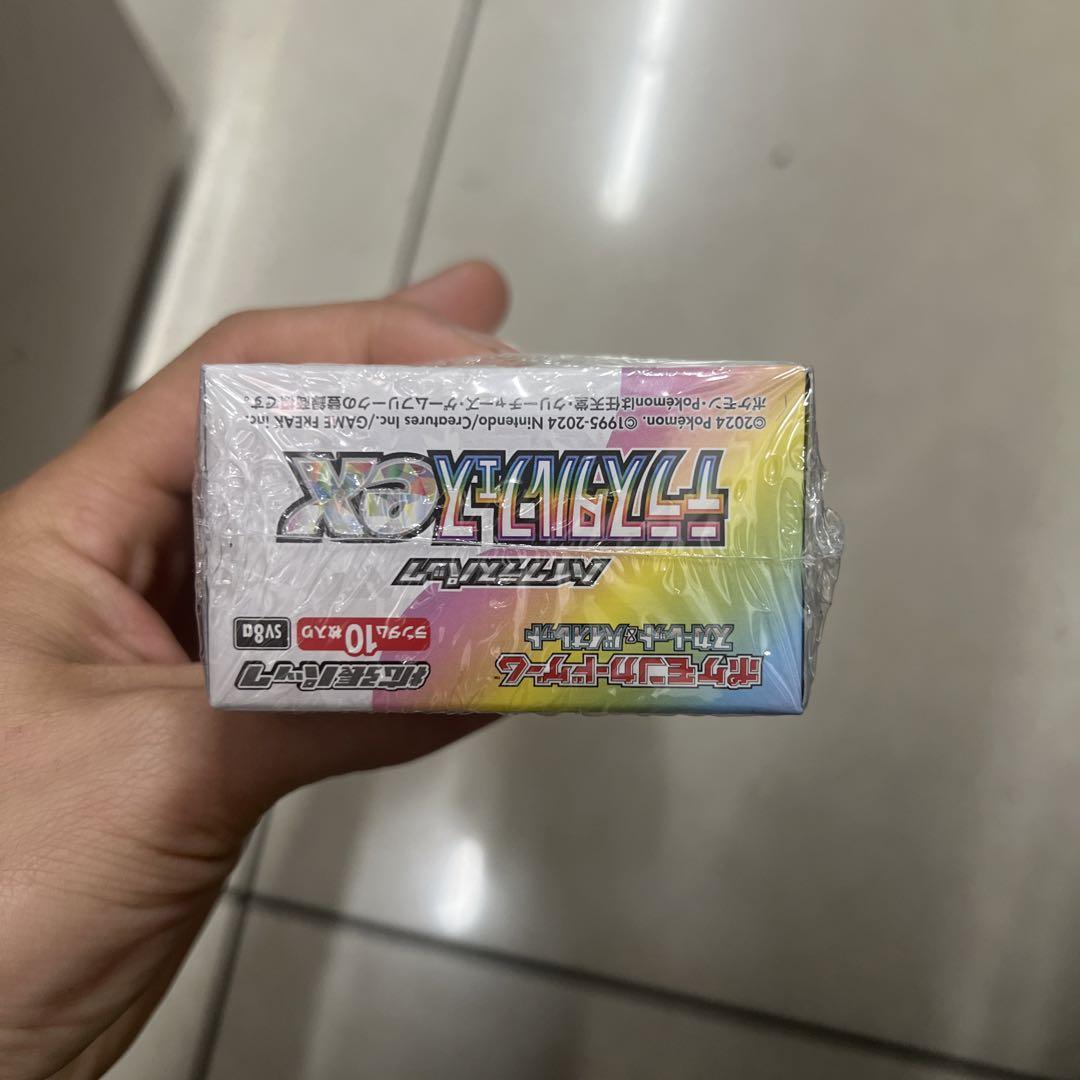 ポケモンカードゲーム
スカーレット&バイオレット
拡張パック
ランダム10枚入り
SV8a
ハイクラスパック
テラスタルフェスex
©2024 Pokémon. ©1995-2024 Nintendo/Creatures Inc./GAME FREAK inc.
ポケモン・Pokémonは任天堂・クリーチャーズ・ゲームフリークの登録商標です。